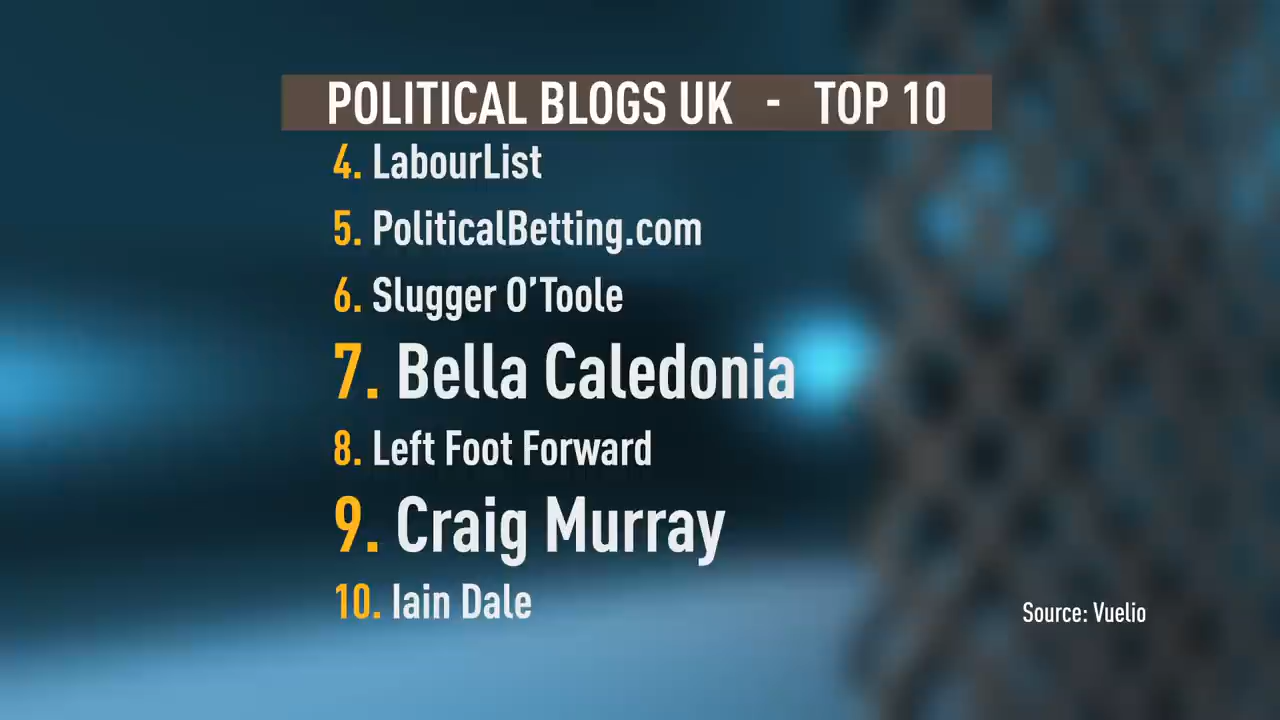 POLITICAL BLOGS UK - TOP 10
4. LabourList
5. PoliticalBetting.com
6. Slugger O’Toole
7. Bella Caledonia
8. Left Foot Forward
9. Craig Murray
10. Iain Dale
Source: Vuelio